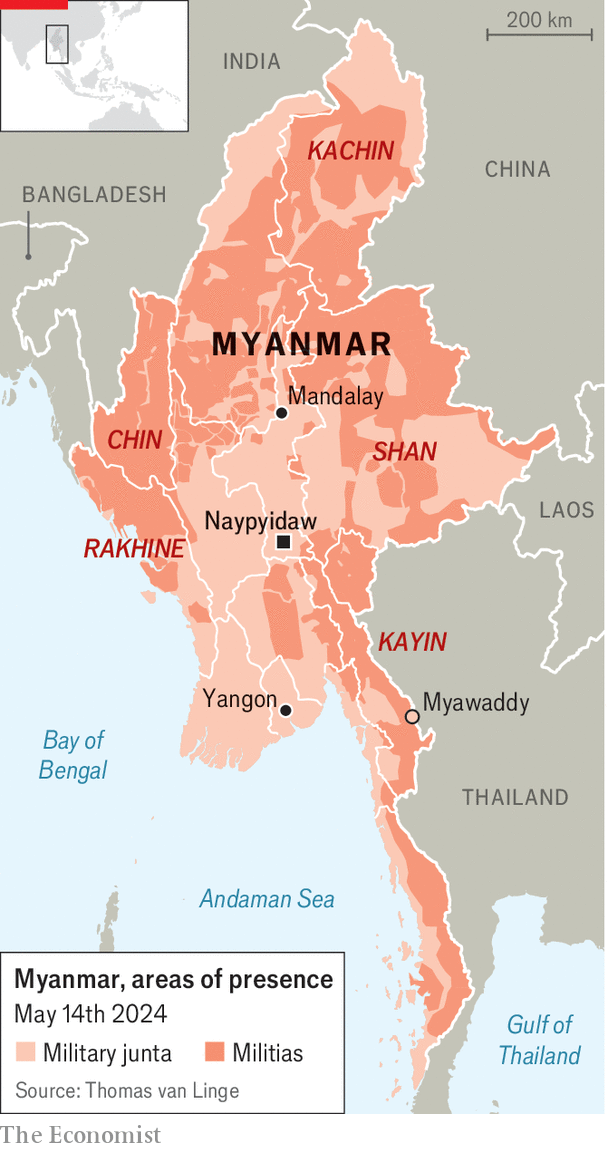 200 km
INDIA
KACHIN
CHINA
BANGLADESH
MYANMAR
Mandalay
CHIN
SHAN
Naypyidaw
LAOS
RAKHINE
KAYIN
Yangon
Myawaddy
Bay of
Bengal
THAILAND
Andaman Sea
Myanmar, areas of presence
May 14th 2024
Military junta
Militias
Source: Thomas van Linge
Gulf of
Thailand
The Economist